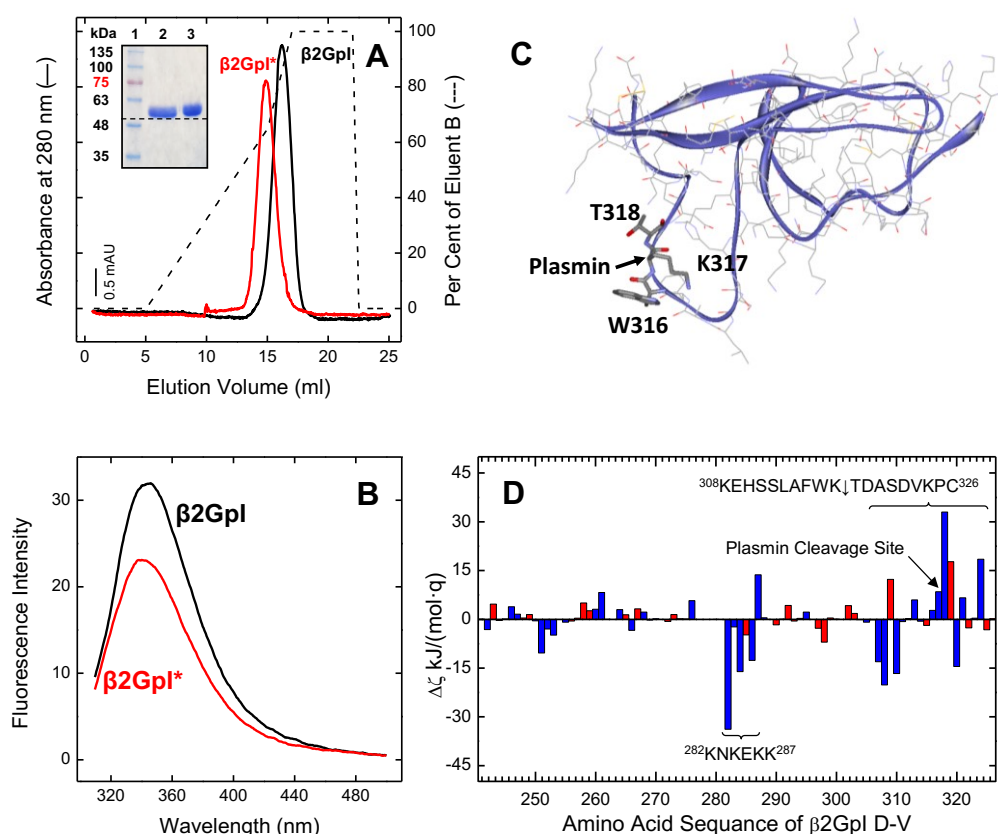 A
Absorbance at 280 nm (—)
Per Cent of Eluent B (---)
100
80
60
40
20
0
kDa 1 2 3
135
100
75
63
48
35
β2GpI*
β2GpI
0.5 mAU
0 5 10 15 20 25
Elution Volume (ml)
C
T318
Plasmin
K317
W316
B
Fluorescence Intensity
30
20
10
0
β2GpI
β2GpI*
320 360 400 440 480
Wavelength (nm)
D
Δζ kJ/(mol·q)
45
30
15
0
-15
-30
-45
308KEHSSLAFWK↓TDASDVKPC326
Plasmin Cleavage Site
282KNKEKK287
250 260 270 280 290 300 310 320
Amino Acid Sequance of β2GpI D-V